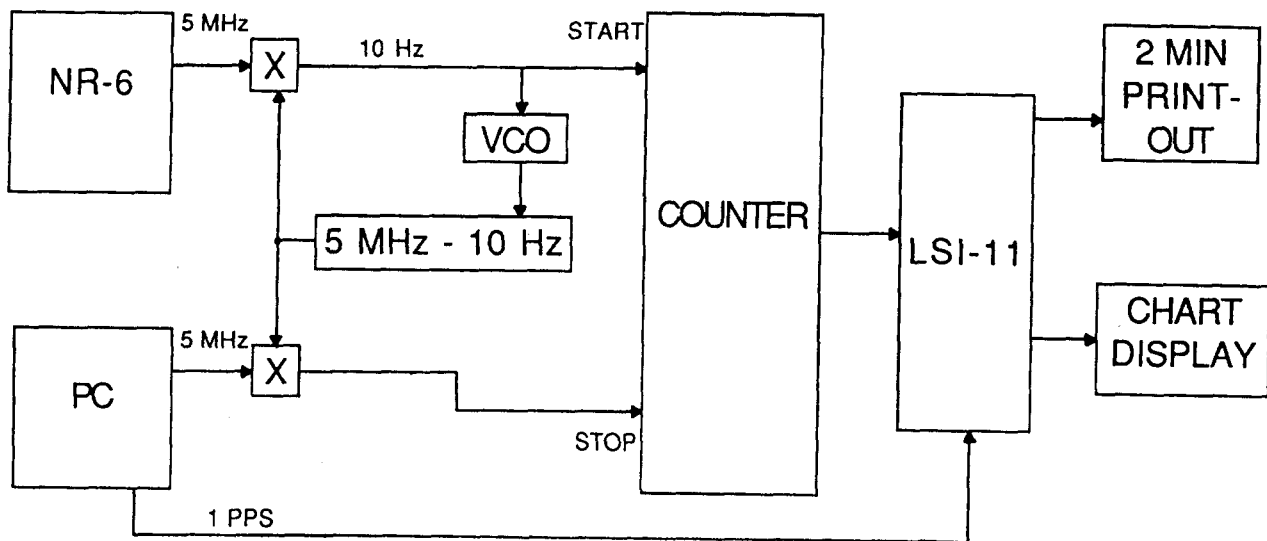 5 MHz
NR-6
X
10 Hz
START
VCO
5 MHz - 10 Hz
COUNTER
LSI-11
2 MIN
PRINT-
OUT
CHART
DISPLAY
5 MHz
PC
X
STOP
1 PPS